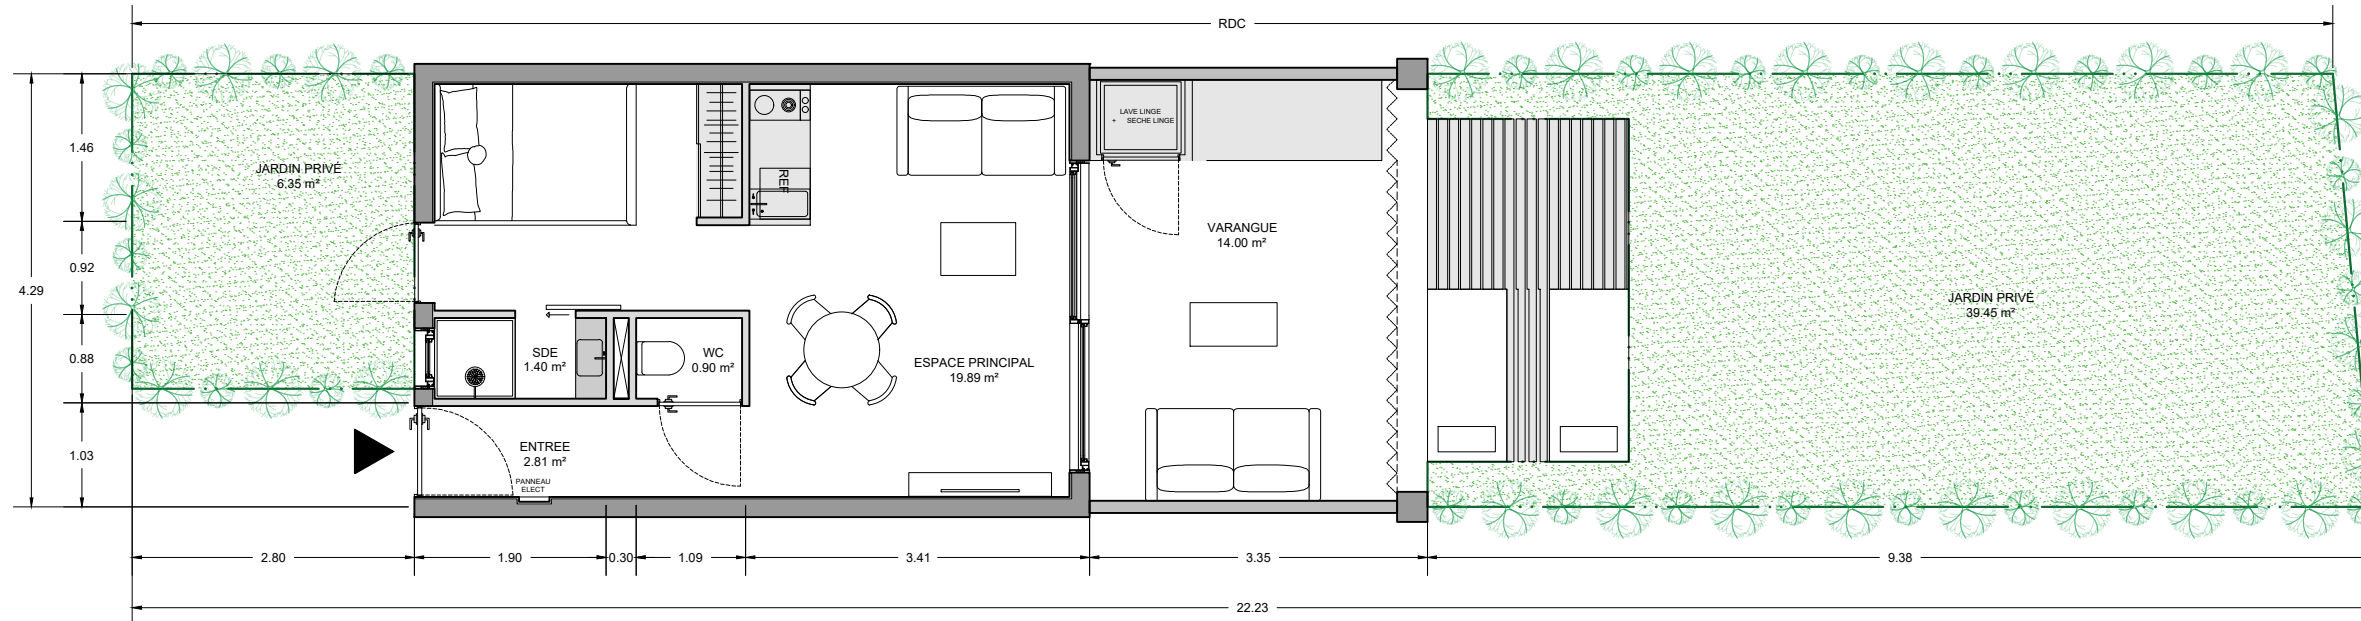 RDC
1.46
0.92
4.29
0.88
1.03
JARDIN PRIVÉ
6.35 m²
REF
LAVE LINGE
+ SECHE LINGE
VARANGUE
14.00 m²
JARDIN PRIVÉ
39.45 m²
SDE
1.40 m²
WC
0.90 m²
ESPACE PRINCIPAL
19.89 m²
ENTREE
2.81 m²
PANNEAU
ELECT
2.80
1.90
0.30
1.09
3.41
3.35
9.38
22.23